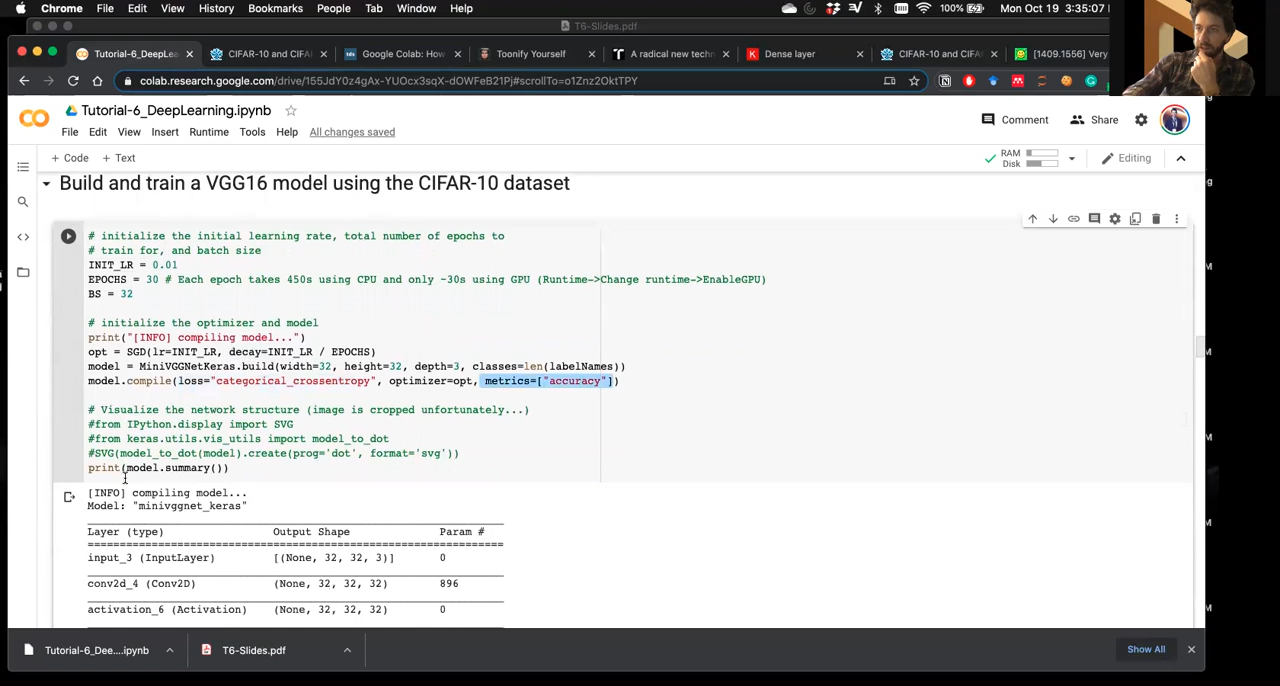 Chrome File Edit View History Bookmarks People Tab Window Help 100% Mon Oct 19 3:35:07
T6-Slides.pdf
Tutorial-6_DeepLea CIFAR-10 and CIFA Google Colab: How Toonify Yourself A radical new techn Dense layer CIFAR-10 and CIFA [1409.1556] Very
colab.research.google.com/drive/155JdY0z4gAx-YUOcx3sqX-dOWFeB21Pj#scrollTo=o1Znz2OktTPY
Tutorial-6_DeepLearning.ipynb
Comment Share
File Edit View Insert Runtime Tools Help All changes saved
+ Code + Text
RAM
Disk
Editing
Build and train a VGG16 model using the CIFAR-10 dataset
# initialize the initial learning rate, total number of epochs to
# train for, and batch size
INIT_LR = 0.01
EPOCHS = 30 # Each epoch takes 450s using CPU and only ~30s using GPU (Runtime->Change runtime->EnableGPU)
BS = 32
# initialize the optimizer and model
print("[INFO] compiling model...")
opt = SGD(lr=INIT_LR, decay=INIT_LR / EPOCHS)
model = MiniVGGNetKeras.build(width=32, height=32, depth=3, classes=len(labelNames))
model.compile(loss="categorical_crossentropy", optimizer=opt, metrics=["accuracy"])
# Visualize the network structure (image is cropped unfortunately...)
#from IPython.display import SVG
#from keras.utils.vis_utils import model_to_dot
#SVG(model_to_dot(model).create(prog='dot', format='svg'))
print(model.summary())
[INFO] compiling model...
Model: "minivggnet_keras"
Layer (type) Output Shape Param #
input_3 (InputLayer) [(None, 32, 32, 3)] 0
conv2d_4 (Conv2D) (None, 32, 32, 32) 896
activation_6 (Activation) (None, 32, 32, 32) 0
Tutorial-6_Dee....ipynb T6-Slides.pdf Show All